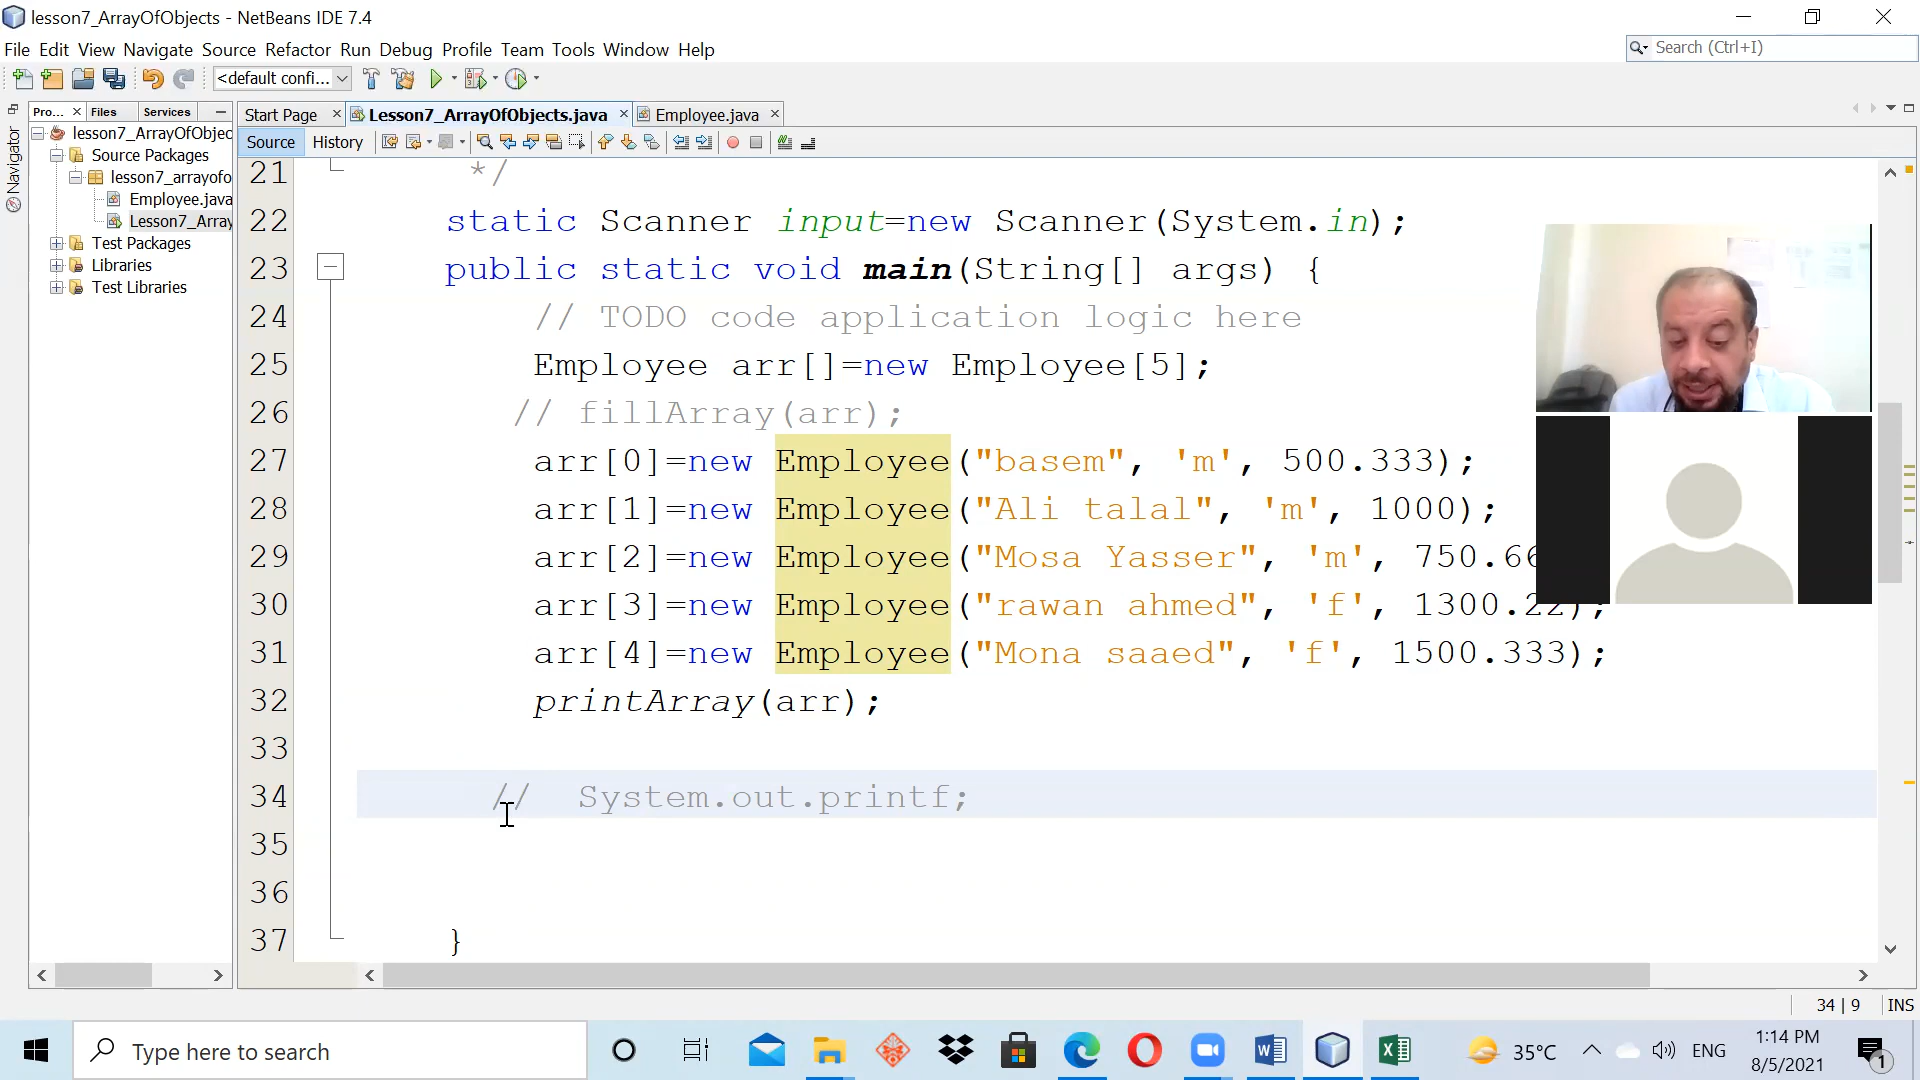 lesson7_ArrayOfObjects - NetBeans IDE 7.4
File Edit View Navigate Source Refactor Run Debug Profile Team Tools Window Help
Search (Ctrl+I)
<default confi...
Pro... Files Services
Start Page Lesson7_ArrayOfObjects.java Employee.java
Source History
Navigator
lesson7_ArrayOfObjec
Source Packages
lesson7_arrayofo
Employee.java
Lesson7_Array
Test Packages
Libraries
Test Libraries
21 */
22 static Scanner input=new Scanner(System.in);
23 public static void main(String[] args) {
24 // TODO code application logic here
25 Employee arr[]=new Employee[5];
26 // fillArray(arr);
27 arr[0]=new Employee("basem", 'm', 500.333);
28 arr[1]=new Employee("Ali talal", 'm', 1000);
29 arr[2]=new Employee("Mosa Yasser", 'm', 750.66
30 arr[3]=new Employee("rawan ahmed", 'f', 1300.22);
31 arr[4]=new Employee("Mona saaed", 'f', 1500.333);
32 printArray(arr);
33
34 // System.out.printf;
35
36
37 }
34 | 9 INS
Type here to search
35°C
ENG
1:14 PM
8/5/2021
1